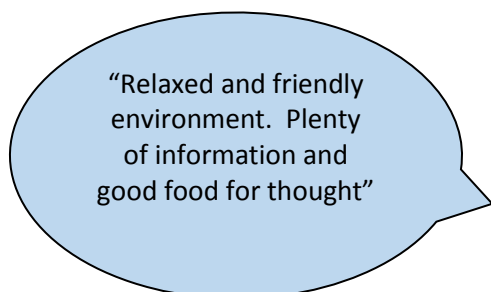 “Relaxed and friendly
environment.  Plenty
of information and
good food for thought”